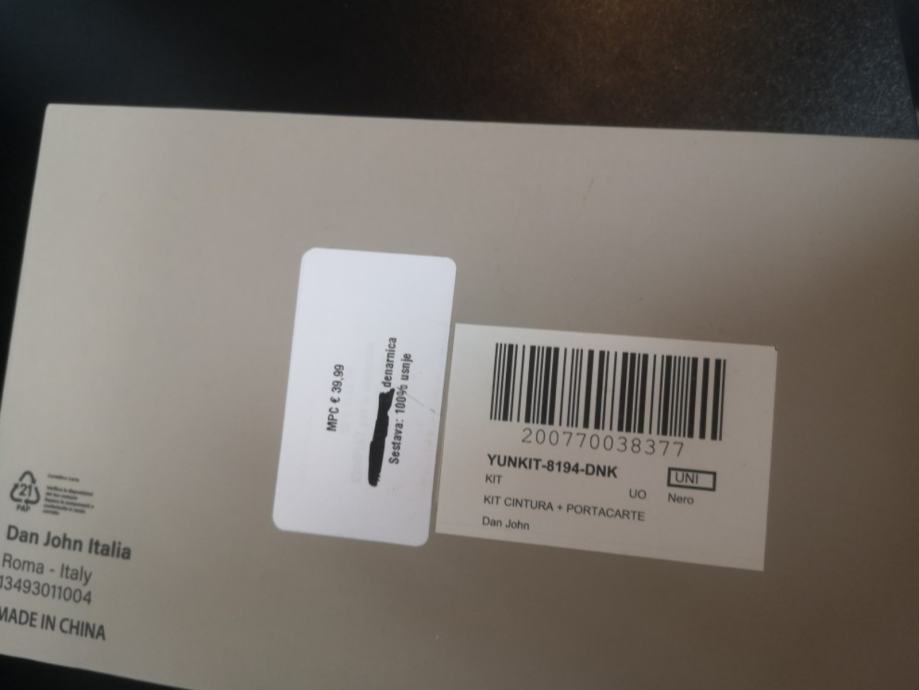 MPC € 39,99
denarnica
Sestava: 100% usnje
200770038377
YUNKIT-8194-DNK
UNI
KIT
UO
Nero
KIT CINTURA + PORTACARTE
Dan John
21
PAP
Dan John Italia
Roma - Italy
13493011004
MADE IN CHINA